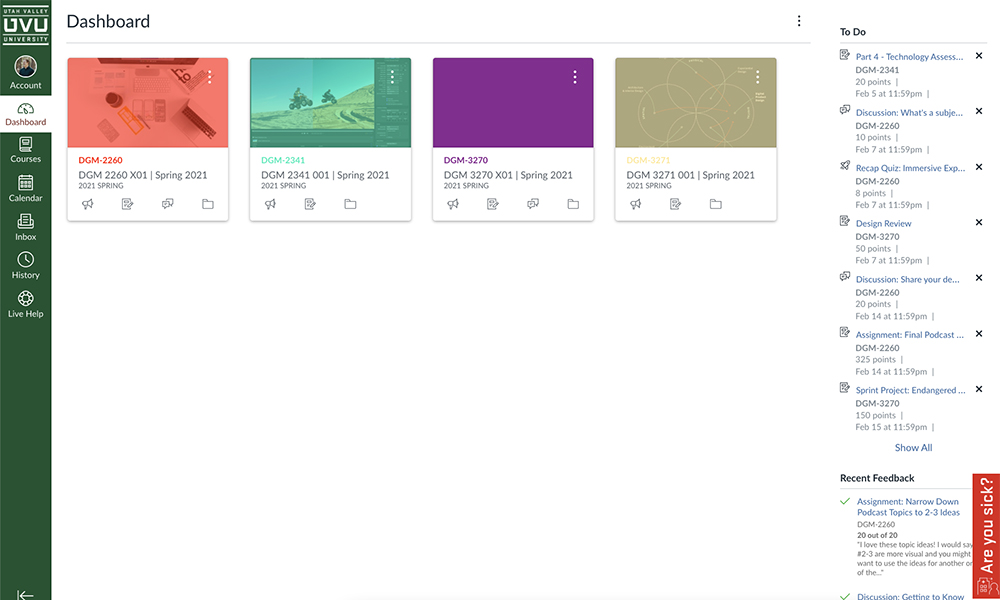 UTAH VALLEY
UVU
UNIVERSITY
Account
Dashboard
Courses
Calendar
Inbox
History
Live Help
Dashboard
DGM-2260
DGM 2260 X01 | Spring 2021
2021 SPRING
DGM-2341
DGM 2341 001 | Spring 2021
2021 SPRING
DGM-3270
DGM 3270 X01 | Spring 2021
2021 SPRING
DGM-3271
DGM 3271 001 | Spring 2021
2021 SPRING
To Do
Part 4 - Technology Assess...
DGM-2341
20 points |
Feb 5 at 11:59pm |
Discussion: What's a subje...
DGM-2260
10 points |
Feb 7 at 11:59pm |
Recap Quiz: Immersive Exp...
DGM-2260
8 points |
Feb 7 at 11:59pm |
Design Review
DGM-3270
50 points |
Feb 7 at 11:59pm |
Discussion: Share your de...
DGM-2260
20 points |
Feb 14 at 11:59pm |
Assignment: Final Podcast ...
DGM-2260
325 points |
Feb 14 at 11:59pm |
Sprint Project: Endangered ...
DGM-3270
150 points |
Feb 15 at 11:59pm |
Show All
Recent Feedback
Assignment: Narrow Down
Podcast Topics to 2-3 Ideas
DGM-2260
20 out of 20
"I love these topic ideas! I would say
#2-3 are more visual and you might
want to use the ideas for another
of the..."
Discussion: Getting to Know
Are you sick?